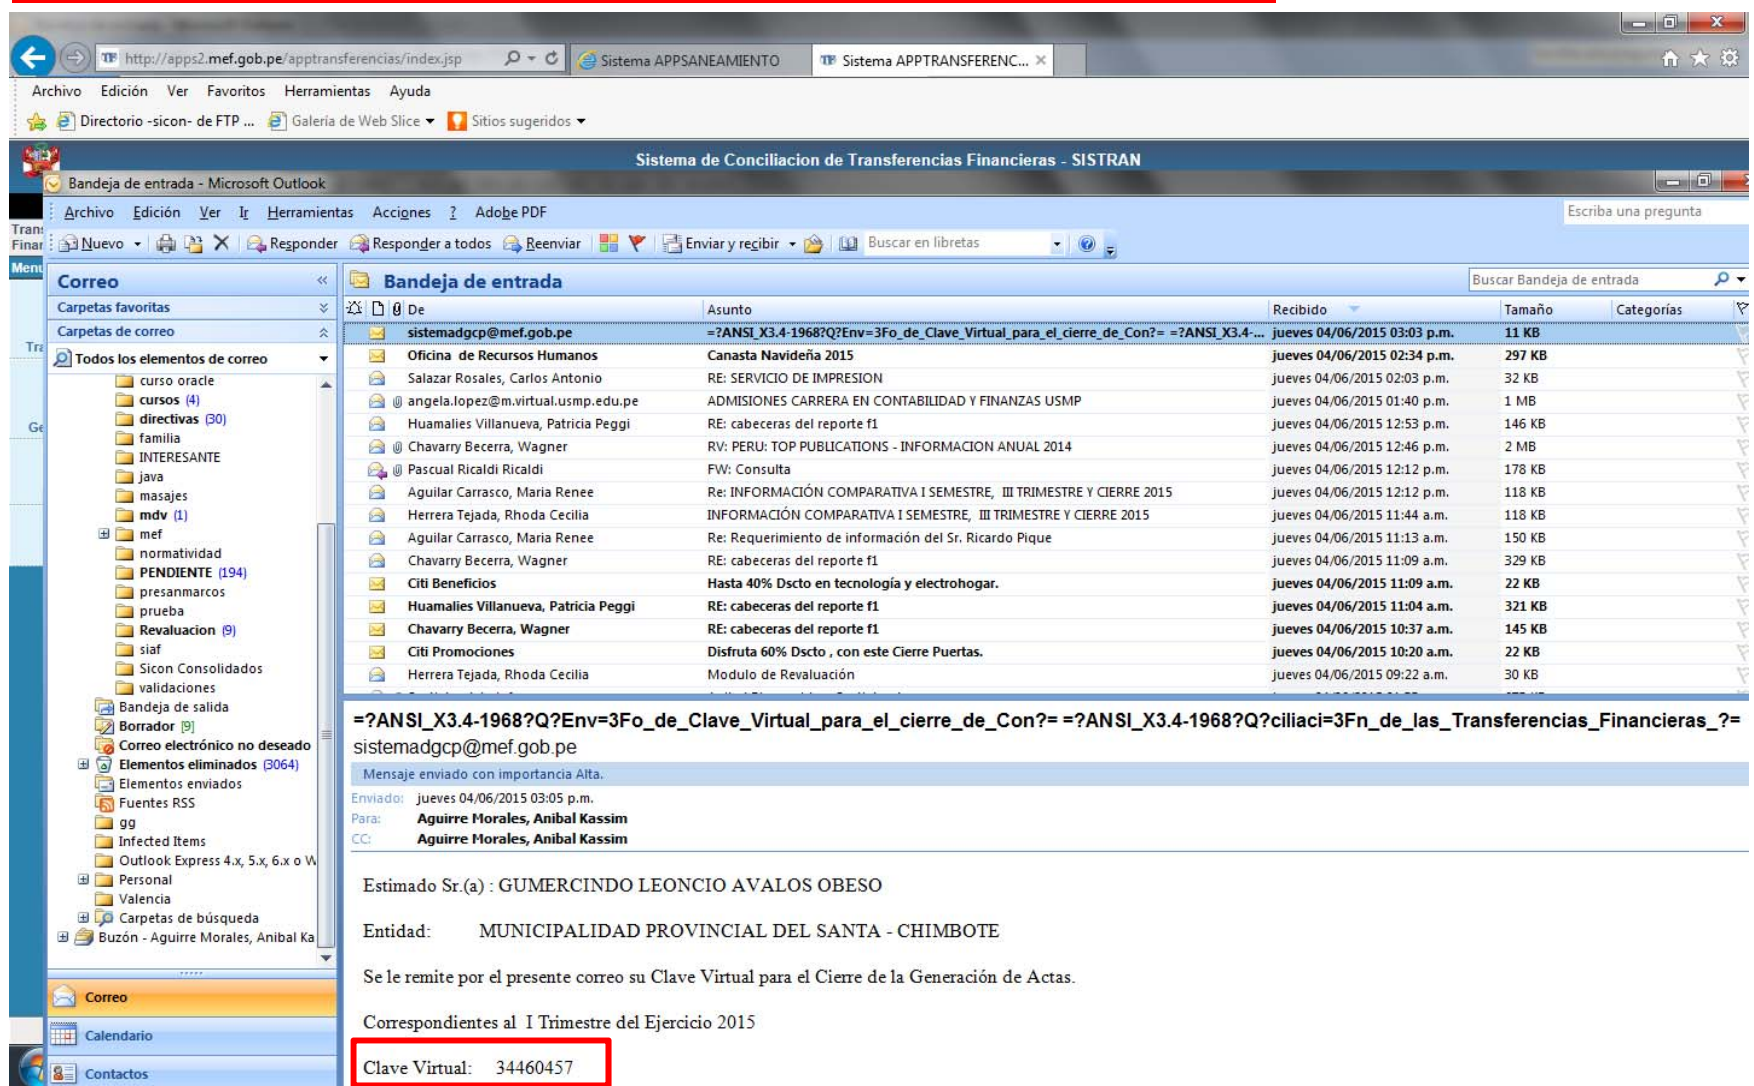 http://apps2.mef.gob.pe/apptransferencias/index.jsp
Sistema APPSANEAMIENTO
Sistema APPTRANSFERENC...
Archivo Edición Ver Favoritos Herramientas Ayuda
Directorio -sicon- de FTP ... Galería de Web Slice Sitios sugeridos
Sistema de Conciliacion de Transferencias Financieras - SISTRAN
Bandeja de entrada - Microsoft Outlook
Archivo Edición Ver Ir Herramientas Acciones ? Adobe PDF
Escriba una pregunta
Nuevo Responder Responder a todos Reenviar Enviar y recibir Buscar en libretas
Correo
Carpetas favoritas
Carpetas de correo
Todos los elementos de correo
curso oracle
cursos (4)
directivas (30)
familia
INTERESANTE
java
masajes
mdv (1)
mef
normatividad
PENDIENTE (194)
presanmarcos
prueba
Revaluacion (9)
siaf
Sicon Consolidados
validaciones
Bandeja de salida
Borrador [9]
Correo electrónico no deseado
Elementos eliminados (3064)
Elementos enviados
Fuentes RSS
gg
Infected Items
Outlook Express 4.x, 5.x, 6.x o W
Personal
Valencia
Carpetas de búsqueda
Buzón - Aguirre Morales, Anibal Ka
Correo
Calendario
Contactos
Bandeja de entrada
Buscar Bandeja de entrada
De Asunto Recibido Tamaño Categorías
sistemadgcp@mef.gob.pe =?ANSI_X3.4-1968?Q?Env=3Fo_de_Clave_Virtual_para_el_cierre_de_Con?= =?ANSI_X3.4-... jueves 04/06/2015 03:03 p.m. 11 KB
Oficina de Recursos Humanos Canasta Navideña 2015 jueves 04/06/2015 02:34 p.m. 297 KB
Salazar Rosales, Carlos Antonio RE: SERVICIO DE IMPRESION jueves 04/06/2015 02:03 p.m. 32 KB
angela.lopez@m.virtual.usmp.edu.pe ADMISIONES CARRERA EN CONTABILIDAD Y FINANZAS USMP jueves 04/06/2015 01:40 p.m. 1 MB
Huamalies Villanueva, Patricia Peggi RE: cabeceras del reporte f1 jueves 04/06/2015 12:53 p.m. 146 KB
Chavarry Becerra, Wagner RV: PERU: TOP PUBLICATIONS - INFORMACION ANUAL 2014 jueves 04/06/2015 12:46 p.m. 2 MB
Pascual Ricaldi Ricaldi FW: Consulta jueves 04/06/2015 12:12 p.m. 178 KB
Aguilar Carrasco, Maria Renee Re: INFORMACIÓN COMPARATIVA I SEMESTRE, III TRIMESTRE Y CIERRE 2015 jueves 04/06/2015 12:12 p.m. 118 KB
Herrera Tejada, Rhoda Cecilia INFORMACIÓN COMPARATIVA I SEMESTRE, III TRIMESTRE Y CIERRE 2015 jueves 04/06/2015 11:44 a.m. 118 KB
Aguilar Carrasco, Maria Renee Re: Requerimiento de información del Sr. Ricardo Pique jueves 04/06/2015 11:13 a.m. 150 KB
Chavarry Becerra, Wagner RE: cabeceras del reporte f1 jueves 04/06/2015 11:09 a.m. 329 KB
Citi Beneficios Hasta 40% Dscto en tecnología y electrohogar. jueves 04/06/2015 11:09 a.m. 22 KB
Huamalies Villanueva, Patricia Peggi RE: cabeceras del reporte f1 jueves 04/06/2015 11:04 a.m. 321 KB
Chavarry Becerra, Wagner RE: cabeceras del reporte f1 jueves 04/06/2015 10:37 a.m. 145 KB
Citi Promociones Disfruta 60% Dscto , con este Cierre Puertas. jueves 04/06/2015 10:20 a.m. 22 KB
Herrera Tejada, Rhoda Cecilia Modulo de Revaluación jueves 04/06/2015 09:22 a.m. 30 KB
=?ANSI_X3.4-1968?Q?Env=3Fo_de_Clave_Virtual_para_el_cierre_de_Con?= =?ANSI_X3.4-1968?Q?ciliaci=3Fn_de_las_Transferencias_Financieras_?=
sistemadgcp@mef.gob.pe
Mensaje enviado con importancia Alta.
Enviado: jueves 04/06/2015 03:05 p.m.
Para: Aguirre Morales, Anibal Kassim
CC: Aguirre Morales, Anibal Kassim
Estimado Sr.(a) : GUMERCINDO LEONCIO AVALOS OBESO
Entidad: MUNICIPALIDAD PROVINCIAL DEL SANTA - CHIMBOTE
Se le remite por el presente correo su Clave Virtual para el Cierre de la Generación de Actas.
Correspondientes al I Trimestre del Ejercicio 2015
Clave Virtual: 34460457